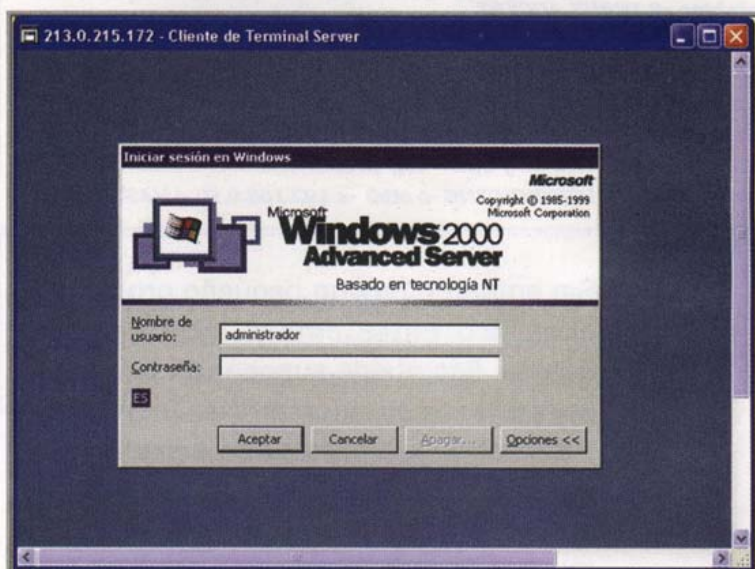 213.0.215.172 - Cliente de Terminal Server
Iniciar sesión en Windows
Microsoft
Copyright © 1985-1999
Microsoft Corporation
Microsoft
Windows 2000
Advanced Server
Basado en tecnología NT
Nombre de
usuario:
administrador
Contraseña:
ES
Aceptar
Cancelar
Apagar...
Opciones <<